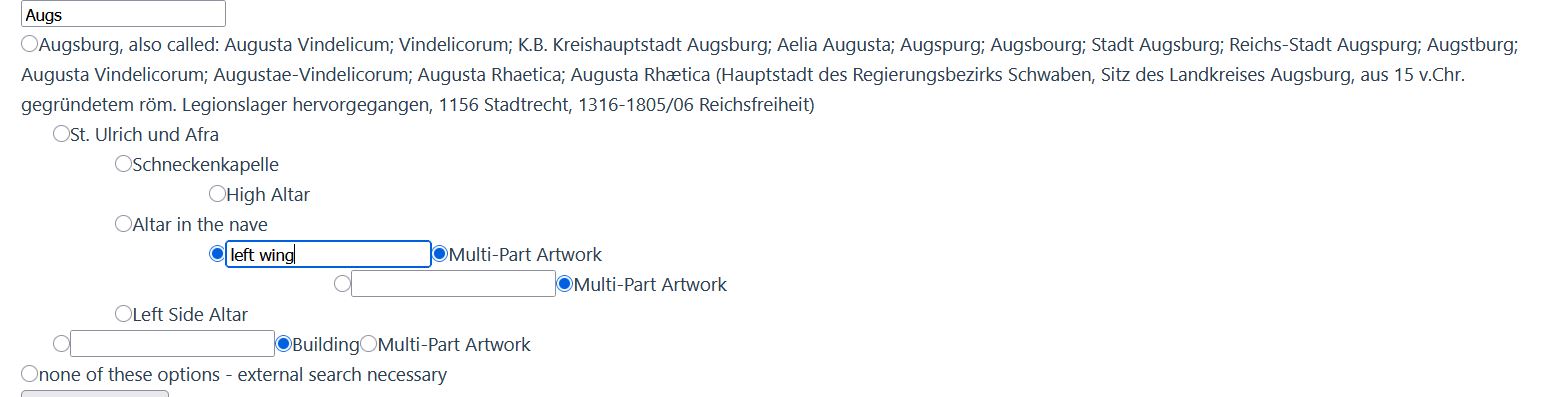 Augs
Augsburg, also called: Augusta Vindelicum; Vindelicorum; K.B. Kreishauptstadt Augsburg; Aelia Augusta; Augspurg; Augsbourg; Stadt Augsburg; Reichs-Stadt Augspurg; Augstburg;
Augusta Vindelicorum; Augustae-Vindelicorum; Augusta Rhaetica; Augusta Rhætica (Hauptstadt des Regierungsbezirks Schwaben, Sitz des Landkreises Augsburg, aus 15 v.Chr.
gegründetem röm. Legionslager hervorgegangen, 1156 Stadtrecht, 1316-1805/06 Reichsfreiheit)
St. Ulrich und Afra
Schneckenkapelle
High Altar
Altar in the nave
left wing Multi-Part Artwork
Multi-Part Artwork
Left Side Altar
Building Multi-Part Artwork
none of these options - external search necessary